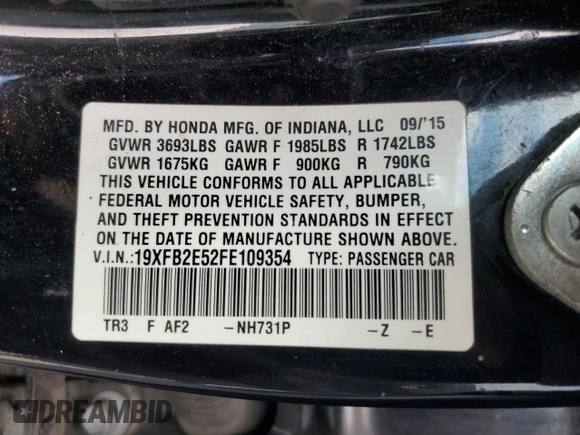 MFD. BY HONDA MFG. OF INDIANA, LLC 09/'15
GVWR 3693LBS GAWR F 1985LBS R 1742LBS
GVWR 1675KG GAWR F 900KG R 790KG
THIS VEHICLE CONFORMS TO ALL APPLICABLE
FEDERAL MOTOR VEHICLE SAFETY, BUMPER,
AND THEFT PREVENTION STANDARDS IN EFFECT
ON THE DATE OF MANUFACTURE SHOWN ABOVE.
V.I.N.:19XFB2E52FE109354 TYPE: PASSENGER CAR
TR3 F AF2 -NH731P -Z -E
DREAMBID